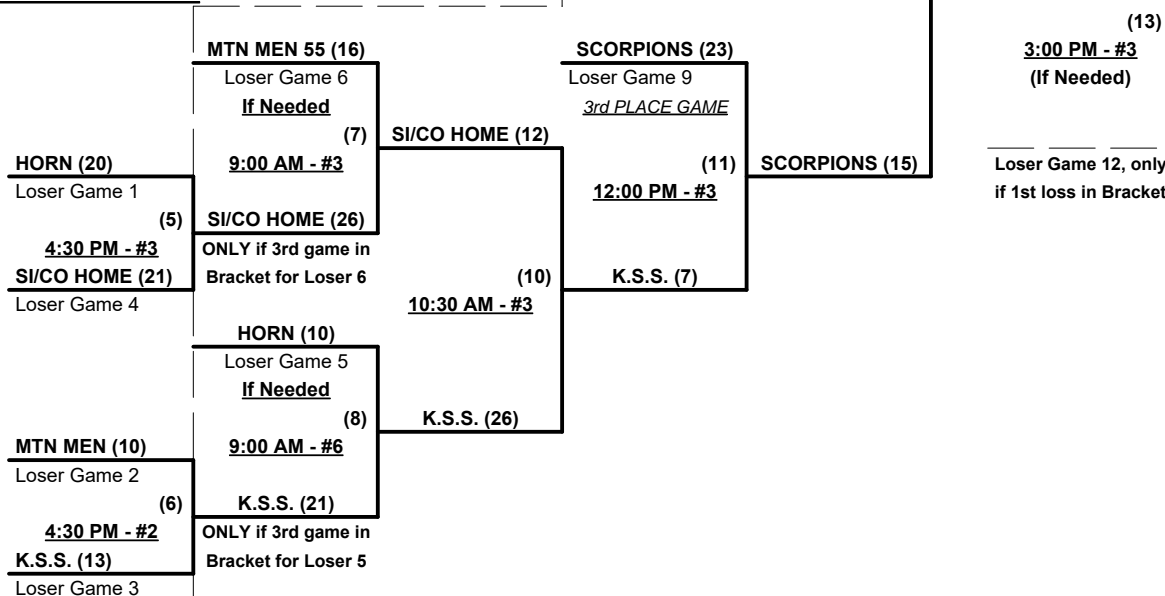 (13)
MTN MEN 55 (16)
SCORPIONS (23)
3:00 PM - #3
Loser Game 6
Loser Game 9
(If Needed)
If Needed
3rd PLACE GAME
(7)
SI/CO HOME (12)
HORN (20)
9:00 AM - #3
(11)
SCORPIONS (15)
Loser Game 12, only
Loser Game 1
12:00 PM - #3
if 1st loss in Bracket
(5)
SI/CO HOME (26)
4:30 PM - #3
ONLY if 3rd game in
SI/CO HOME (21)
Bracket for Loser 6
(10)
K.S.S. (7)
Loser Game 4
10:30 AM - #3
HORN (10)
Loser Game 5
If Needed
(8)
K.S.S. (26)
MTN MEN (10)
9:00 AM - #6
Loser Game 2
(6)
K.S.S. (21)
4:30 PM - #2
ONLY if 3rd game in
K.S.S. (13)
Bracket for Loser 5
Loser Game 3